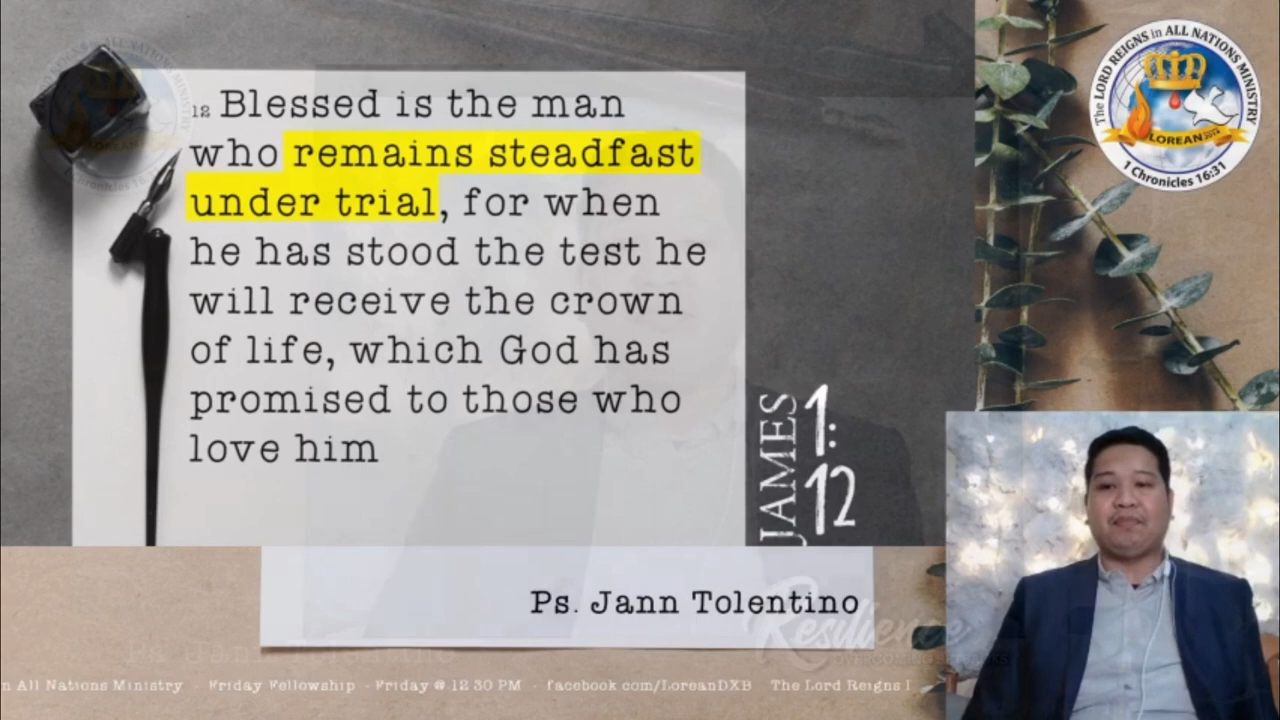 12 Blessed is the man
who remains steadfast
under trial, for when
he has stood the test he
will receive the crown
of life, which God has
promised to those who
love him
JAMES
1:
12
Ps. Jann Tolentino
Resilience
Ps. Jann Tolentino
n All Nations Ministry - Friday Fellowship - Friday @ 12 30 PM - facebook com/LoreanDXB The Lord Reigns I
The LORD REIGNS in ALL NATIONS MINISTRY
LOREAN
1 Chronicles 16:31